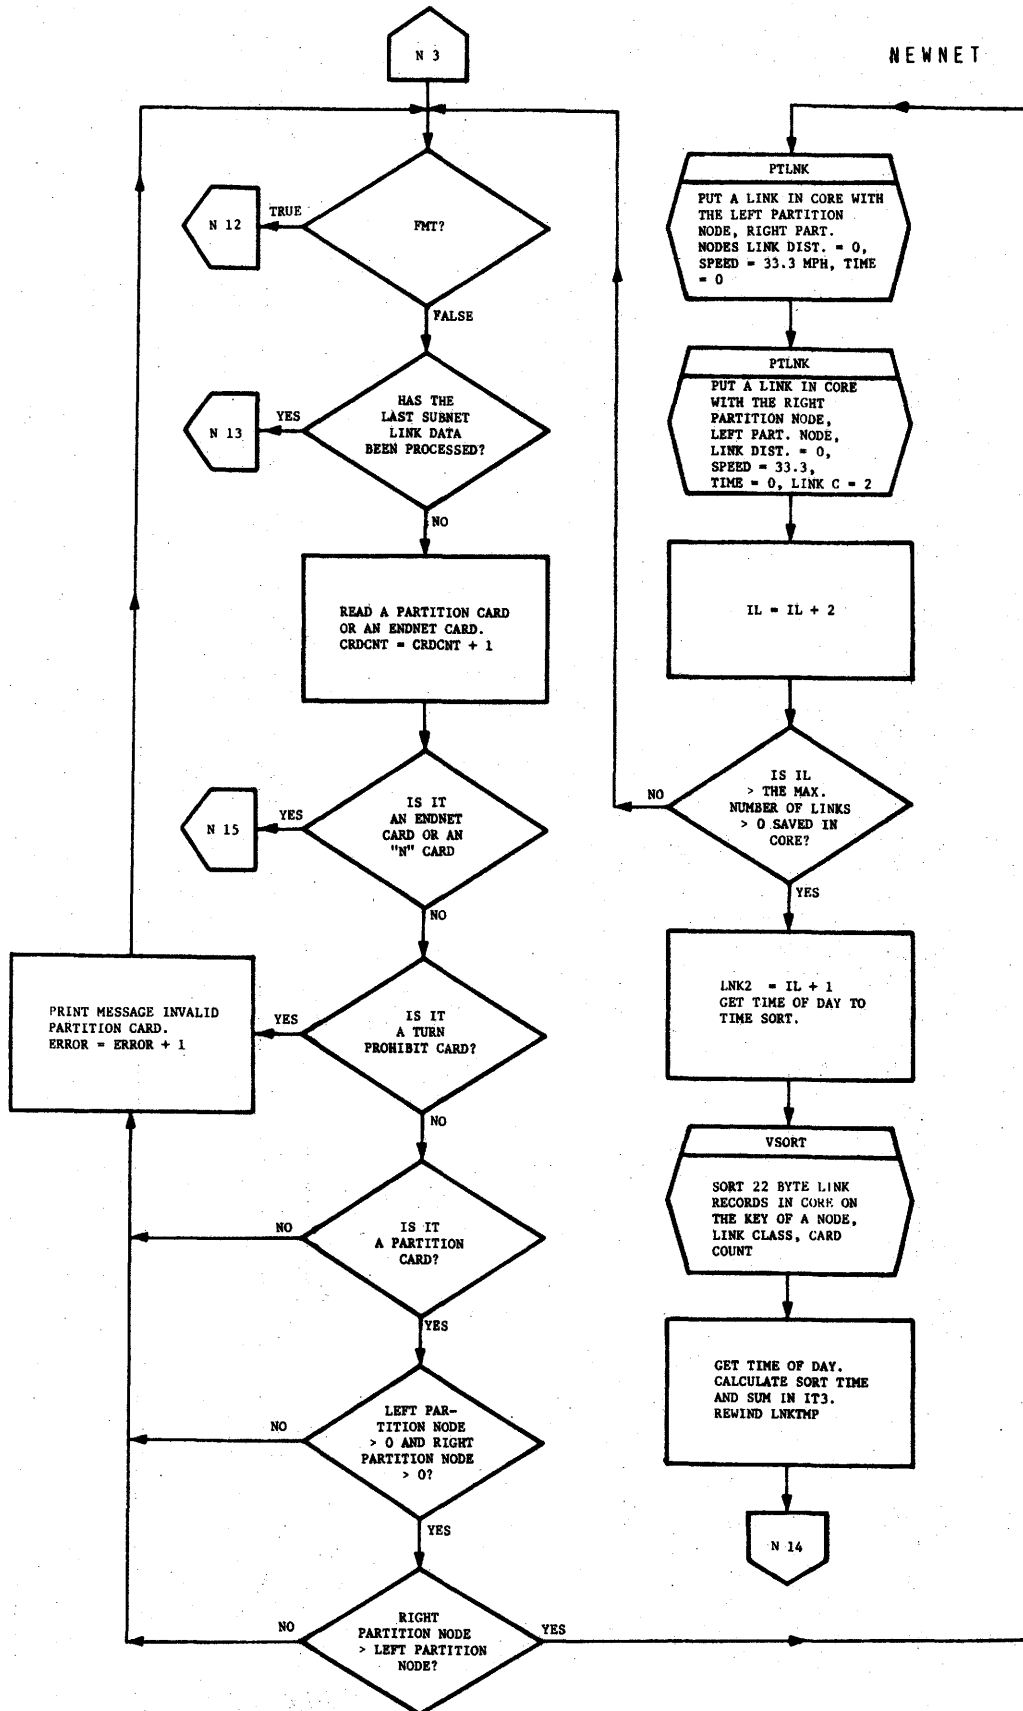 N 3
NEWNET
FMT?
TRUE
N 12
FALSE
HAS THE
LAST SUBNET
LINK DATA
BEEN PROCESSED?
YES
N 13
NO
READ A PARTITION CARD
OR AN ENDNET CARD.
CRDCNT = CRDCNT + 1
IS IT
AN ENDNET
CARD OR AN
"N" CARD
YES
N 15
NO
IS IT
A TURN
PROHIBIT CARD?
YES
PRINT MESSAGE INVALID
PARTITION CARD.
ERROR = ERROR + 1
NO
IS IT
A PARTITION
CARD?
NO
YES
LEFT PAR-
TITION NODE
> 0 AND RIGHT
PARTITION NODE
> 0?
NO
YES
RIGHT
PARTITION NODE
> LEFT PARTITION
NODE?
NO
YES
PTLNK
PUT A LINK IN CORE WITH
THE LEFT PARTITION
NODE, RIGHT PART.
NODES LINK DIST. = 0,
SPEED = 33.3 MPH, TIME
= 0
PTLNK
PUT A LINK IN CORE
WITH THE RIGHT
PARTITION NODE,
LEFT PART. NODE,
LINK DIST. = 0,
SPEED = 33.3,
TIME = 0, LINK C = 2
IL = IL + 2
IS IL
> THE MAX.
NUMBER OF LINKS
> 0 SAVED IN
CORE?
NO
YES
LNK2 = IL + 1
GET TIME OF DAY TO
TIME SORT.
VSORT
SORT 22 BYTE LINK
RECORDS IN CORE ON
THE KEY OF A NODE,
LINK CLASS, CARD
COUNT
GET TIME OF DAY.
CALCULATE SORT TIME
AND SUM IN IT3.
REWIND LNKTMP
N 14